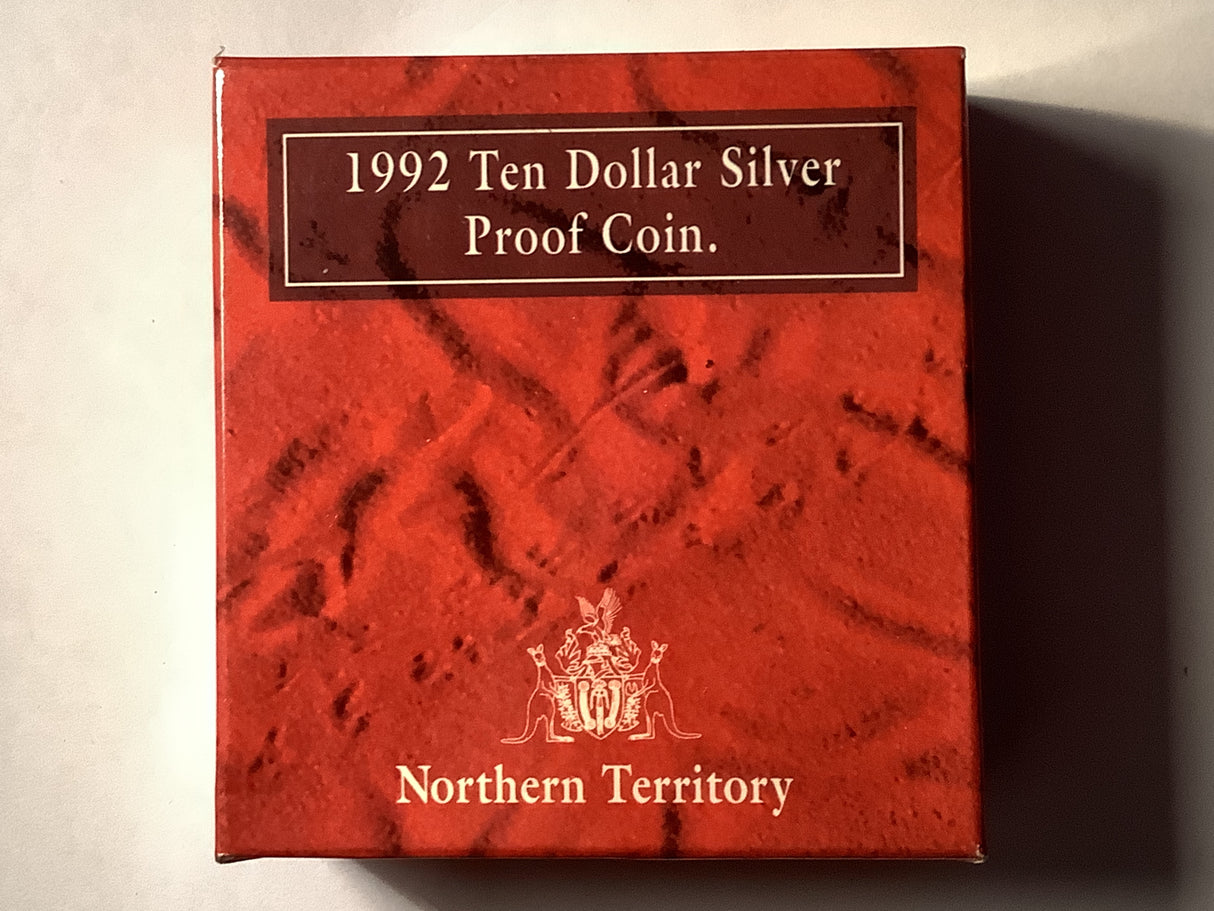 1992 Ten Dollar Silver
Proof Coin.
Northern Territory